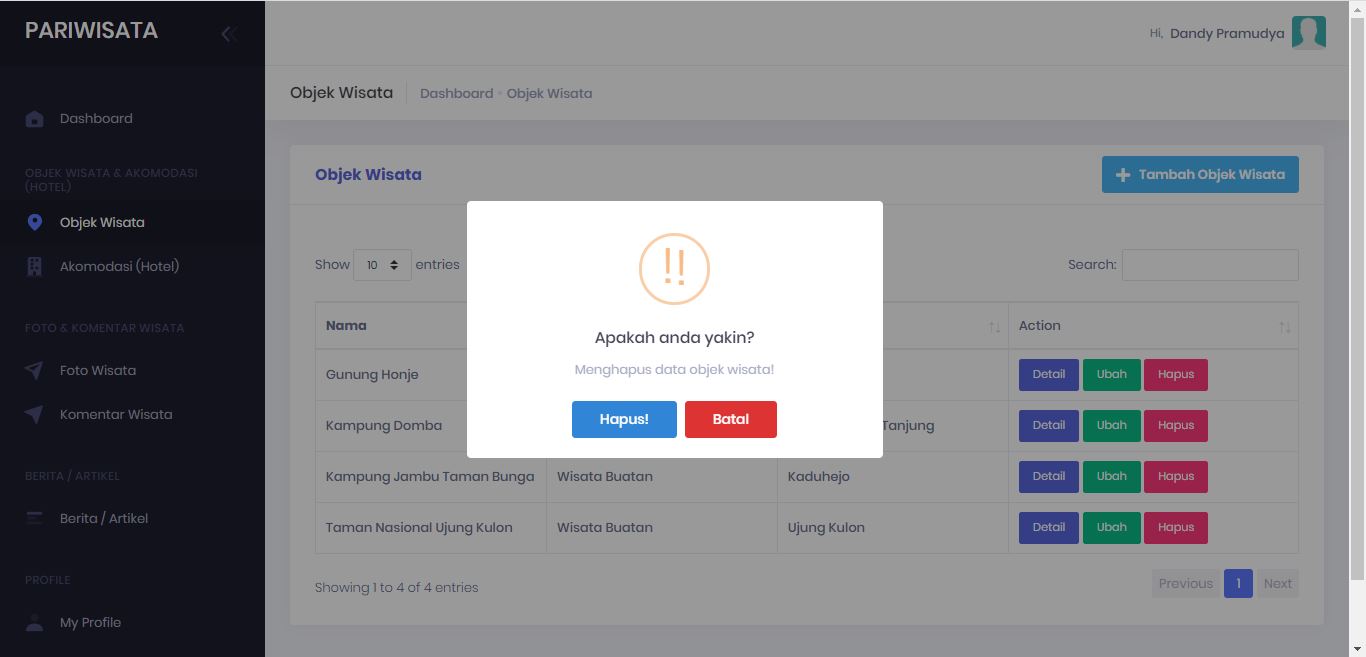 PARIWISATA
Hi, Dandy Pramudya
Objek Wisata
Dashboard • Objek Wisata
Dashboard
OBJEK WISATA & AKOMODASI
(HOTEL)
Objek Wisata
Akomodasi (Hotel)
FOTO & KOMENTAR WISATA
Foto Wisata
Komentar Wisata
BERITA / ARTIKEL
Berita / Artikel
PROFILE
My Profile
Objek Wisata
Tambah Objek Wisata
Show 10 entries
Search:
Nama
Action
Gunung Honje
Detail Ubah Hapus
Kampung Domba
Tanjung
Detail Ubah Hapus
Kampung Jambu Taman Bunga
Wisata Buatan
Kaduhejo
Detail Ubah Hapus
Taman Nasional Ujung Kulon
Wisata Buatan
Ujung Kulon
Detail Ubah Hapus
Showing 1 to 4 of 4 entries
Previous 1 Next
!!
Apakah anda yakin?
Menghapus data objek wisata!
Hapus! Batal